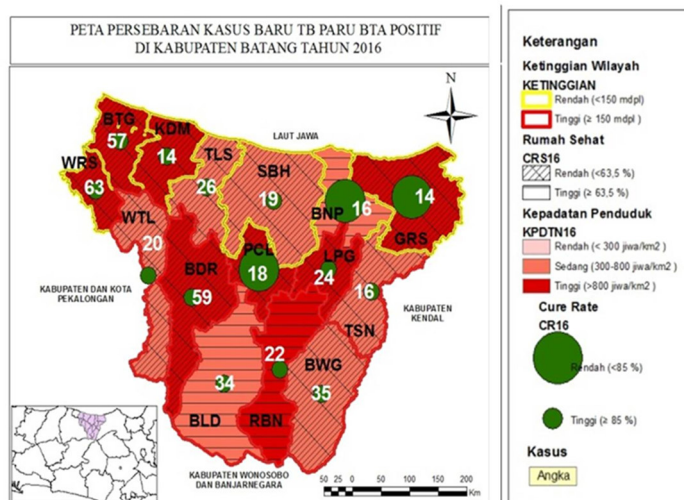 PETA PERSEBARAN KASUS BARU TB PARU BTA POSITIF
DI KABUPATEN BATANG TAHUN 2016
N
LAUT JAWA
BTG
57
KDM
14
WRS
63
TLS
26
SBH
19
BNP
16
14
GRS
WTL
20
BDR
59
PCL
18
LPG
24
16
TSN
KABUPATEN DAN KOTA
PEKALONGAN
KABUPATEN
KENDAL
22
BWG
35
34
BLD
RBN
KABUPATEN WONOSOBO
DAN BANJARNEGARA
50 25 0 50 100 150 200
Km
Keterangan
Ketinggian Wilayah
KETINGGIAN
Rendah (<150 mdpl)
Tinggi (≥ 150 mdpl )
Rumah Sehat
CRS16
Rendah (<63,5 %)
Tinggi (≥ 63,5 %)
Kepadatan Penduduk
KPDTN16
Rendah (< 300 jiwa/km2 )
Sedang (300-800 jiwa/km2 )
Tinggi (>800 jiwa/km2 )
Cure Rate
CR16
Rendah (<85 %)
Tinggi (≥ 85 %)
Kasus
Angka